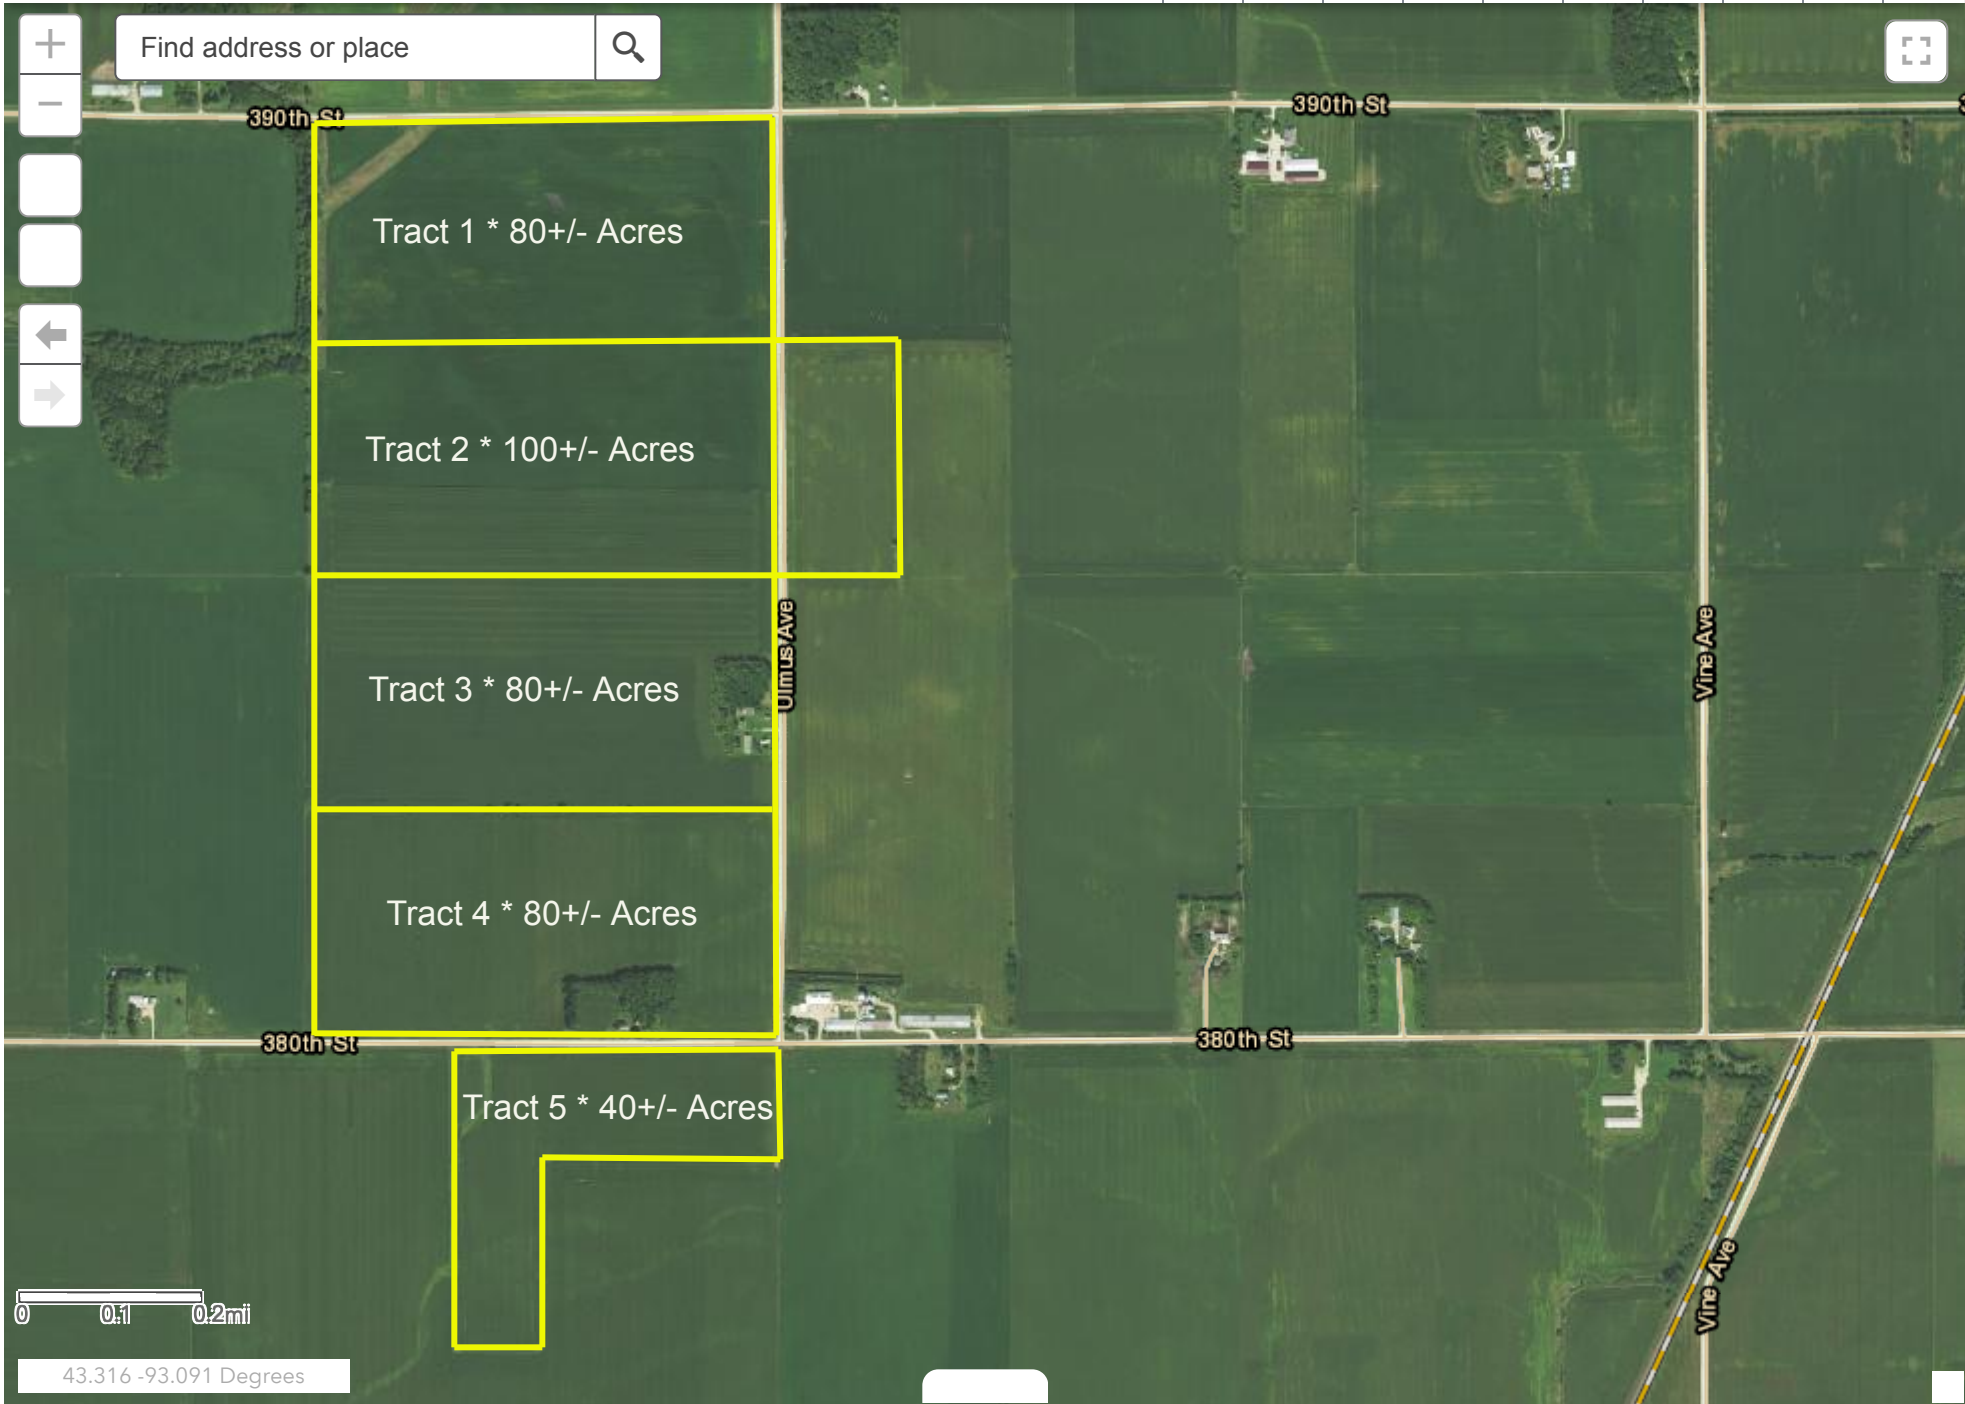 Find address or place
390th St
390th St
Tract 1 * 80+/- Acres
Tract 2 * 100+/- Acres
Ulmus Ave
Vine Ave
Tract 3 * 80+/- Acres
Tract 4 * 80+/- Acres
380th St
380th St
Tract 5 * 40+/- Acres
Vine Ave
0 0.1 0.2mi
43.316 -93.091 Degrees